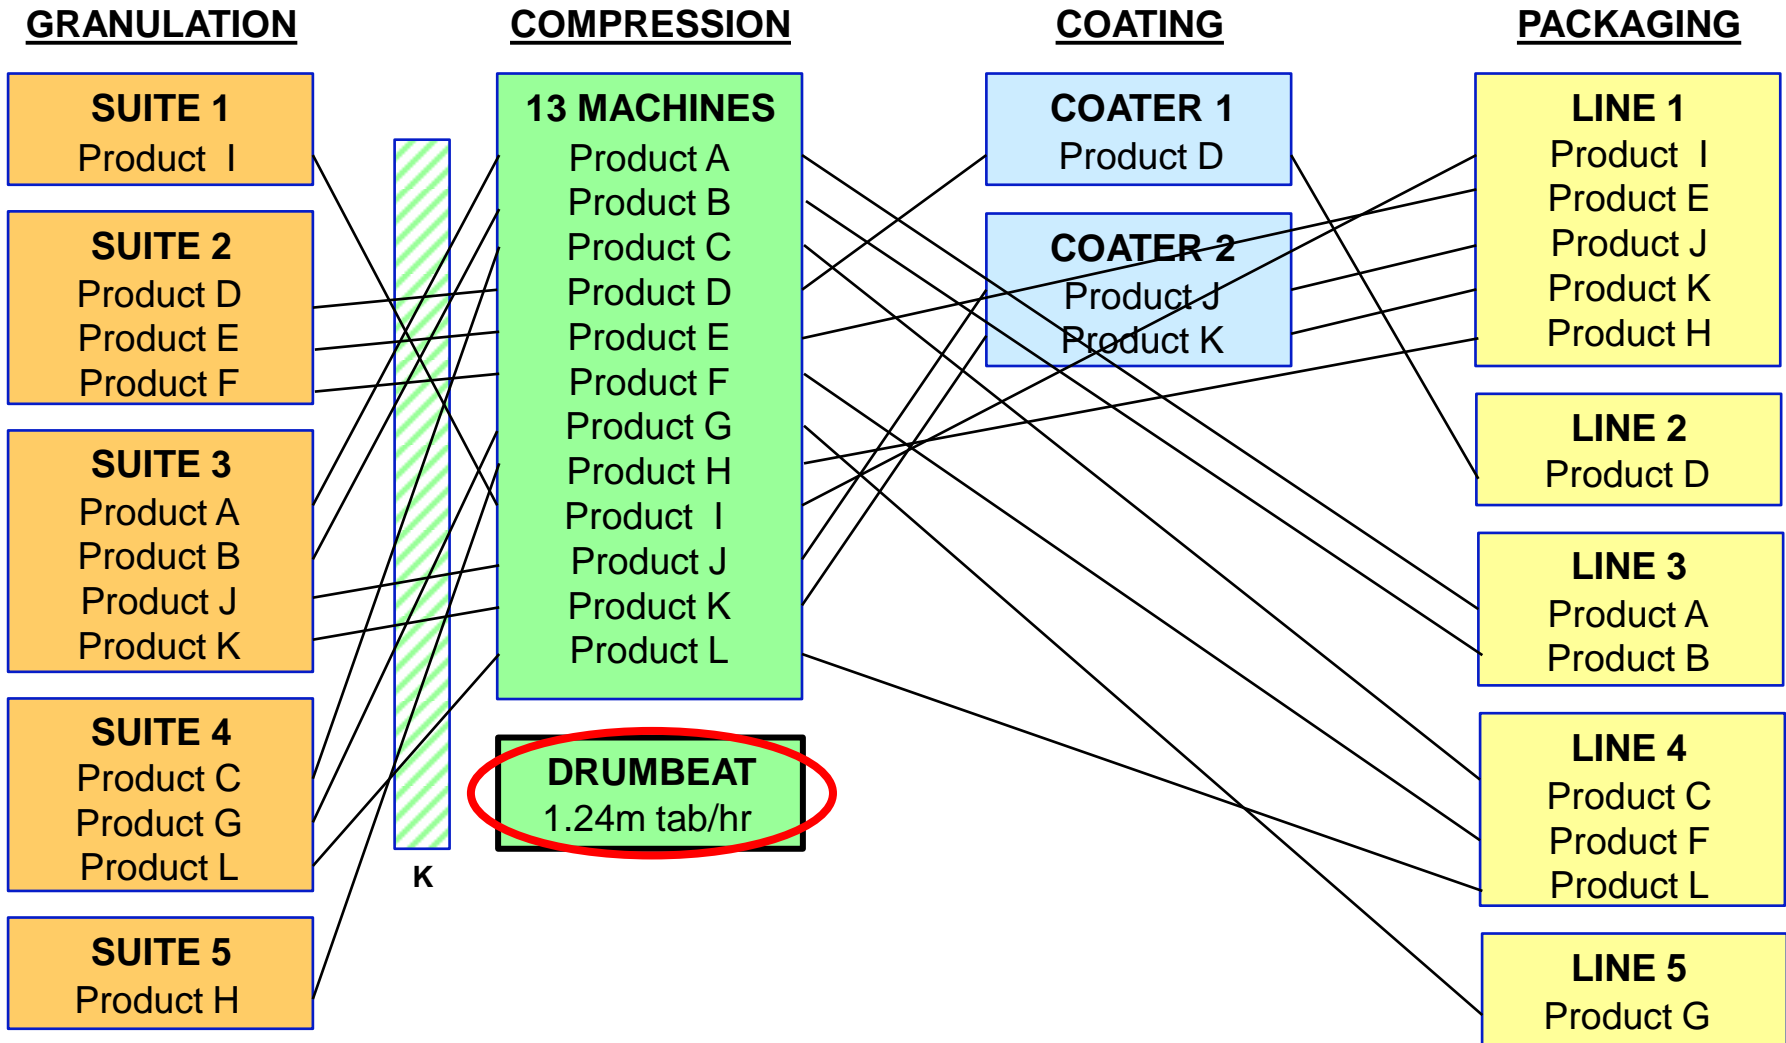 GRANULATION
SUITE 1
Product I
SUITE 2
Product D
Product E
Product F
SUITE 3
Product A
Product B
Product J
Product K
SUITE 4
Product C
Product G
Product L
SUITE 5
Product H
K
COMPRESSION
13 MACHINES
Product A
Product B
Product C
Product D
Product E
Product F
Product G
Product H
Product I
Product J
Product K
Product L
DRUMBEAT
1.24m tab/hr
COATING
COATER 1
Product D
COATER 2
Product J
Product K
PACKAGING
LINE 1
Product I
Product E
Product J
Product K
Product H
LINE 2
Product D
LINE 3
Product A
Product B
LINE 4
Product C
Product F
Product L
LINE 5
Product G